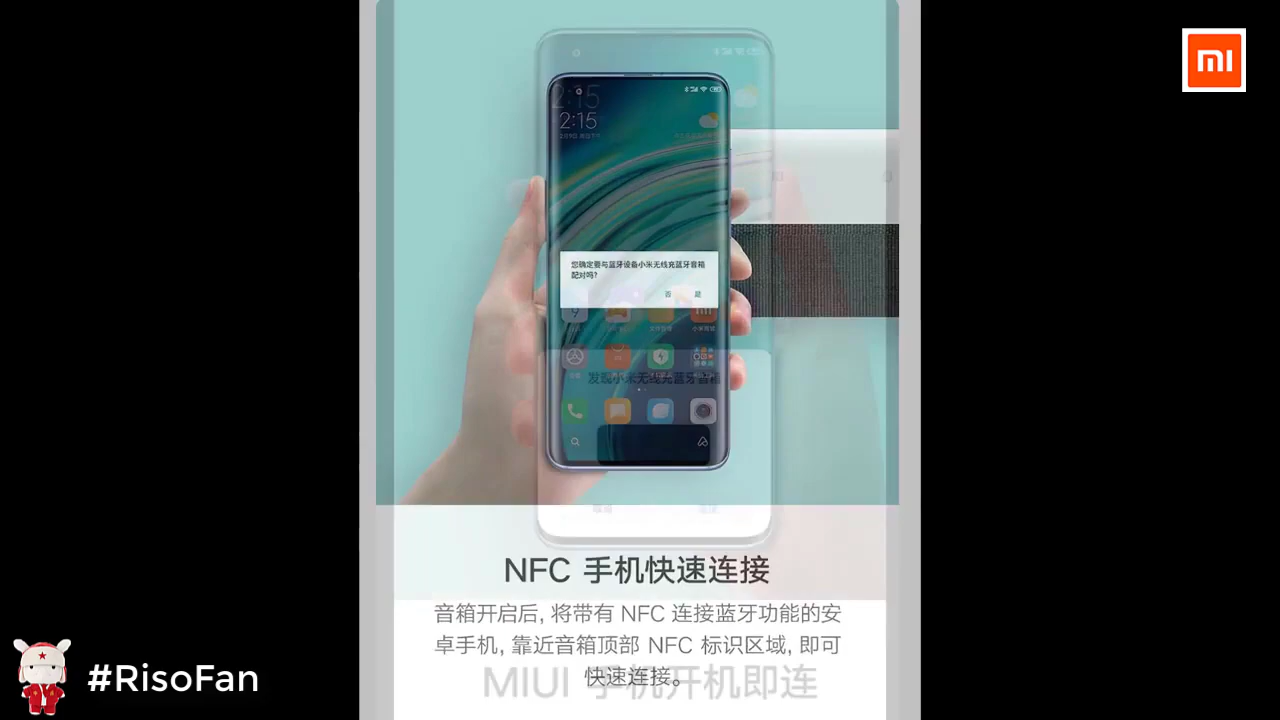 mi
2:15
2:15
您确定要与蓝牙设备小米无线充蓝牙音箱
配对吗?
否 是
发现小米无线充蓝牙音箱
NFC 手机快速连接
音箱开启后, 将带有 NFC 连接蓝牙功能的安
卓手机, 靠近音箱顶部 NFC 标识区域, 即可
快速连接。
MIUI 手机开机即连
#RisoFan